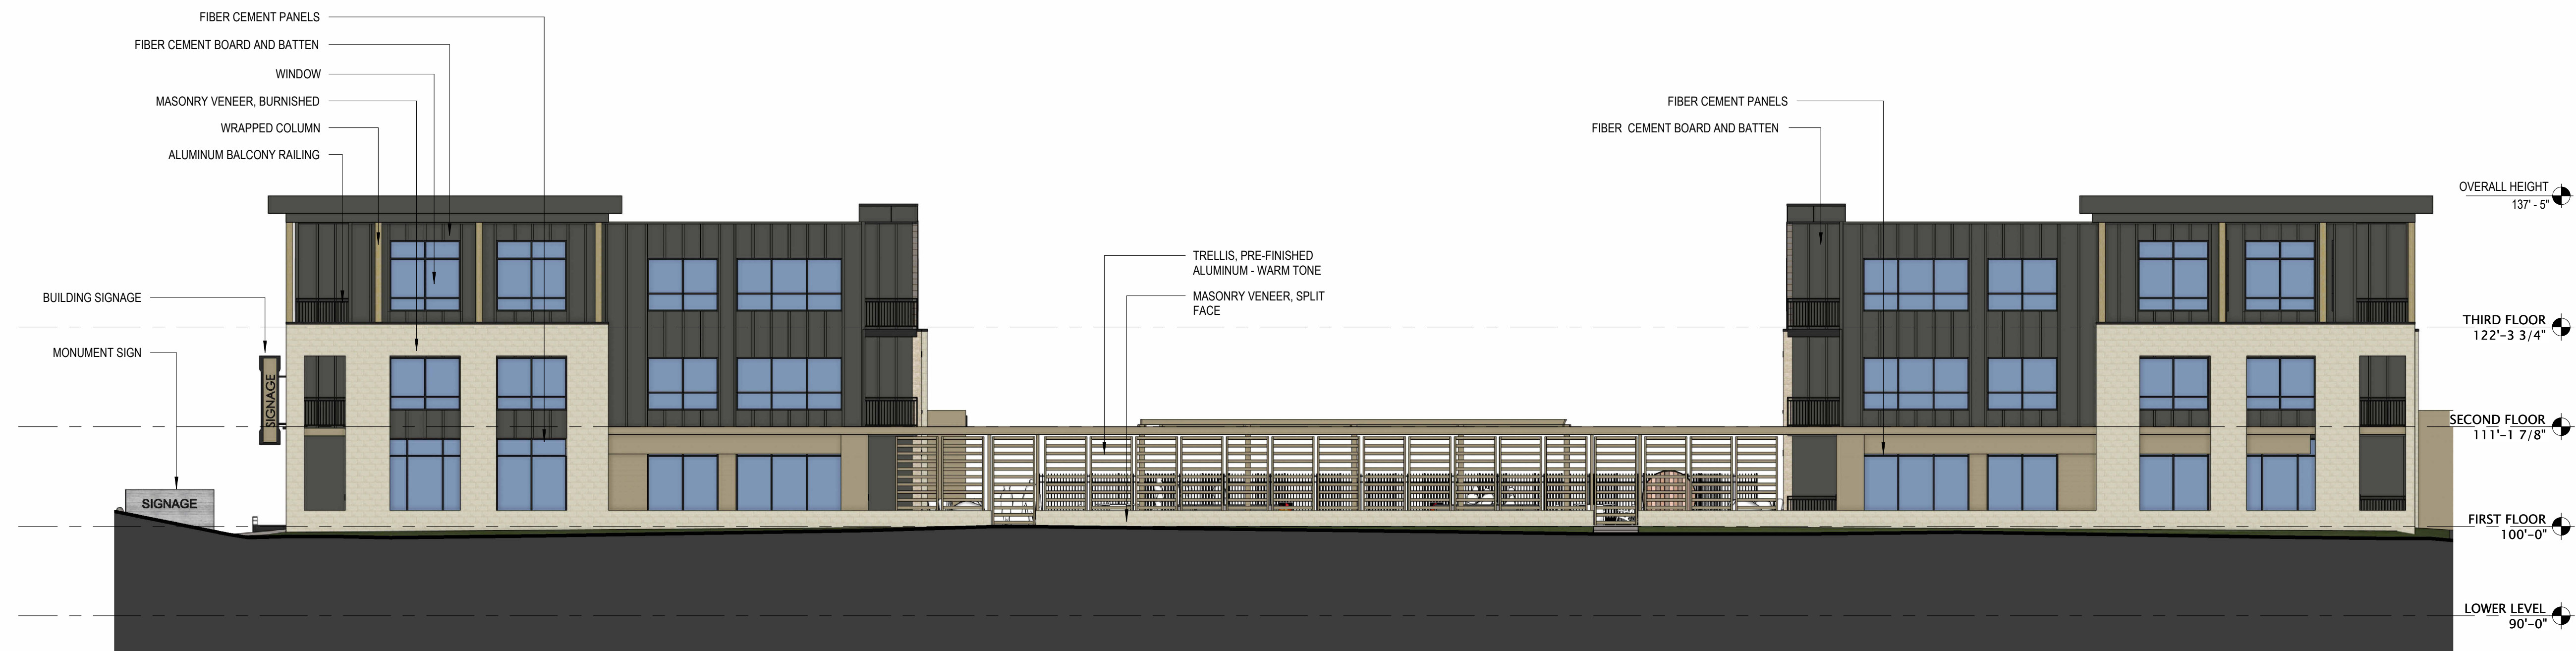 FIBER CEMENT PANELS
FIBER CEMENT BOARD AND BATTEN
WINDOW
MASONRY VENEER, BURNISHED
WRAPPED COLUMN
ALUMINUM BALCONY RAILING
BUILDING SIGNAGE
MONUMENT SIGN
SIGNAGE
SIGNAGE
TRELLIS, PRE-FINISHED
ALUMINUM - WARM TONE
MASONRY VENEER, SPLIT
FACE
FIBER CEMENT PANELS
FIBER CEMENT BOARD AND BATTEN
OVERALL HEIGHT
137' - 5"
THIRD FLOOR
122'-3 3/4"
SECOND FLOOR
111'-1 7/8"
FIRST FLOOR
100'-0"
LOWER LEVEL
90'-0"